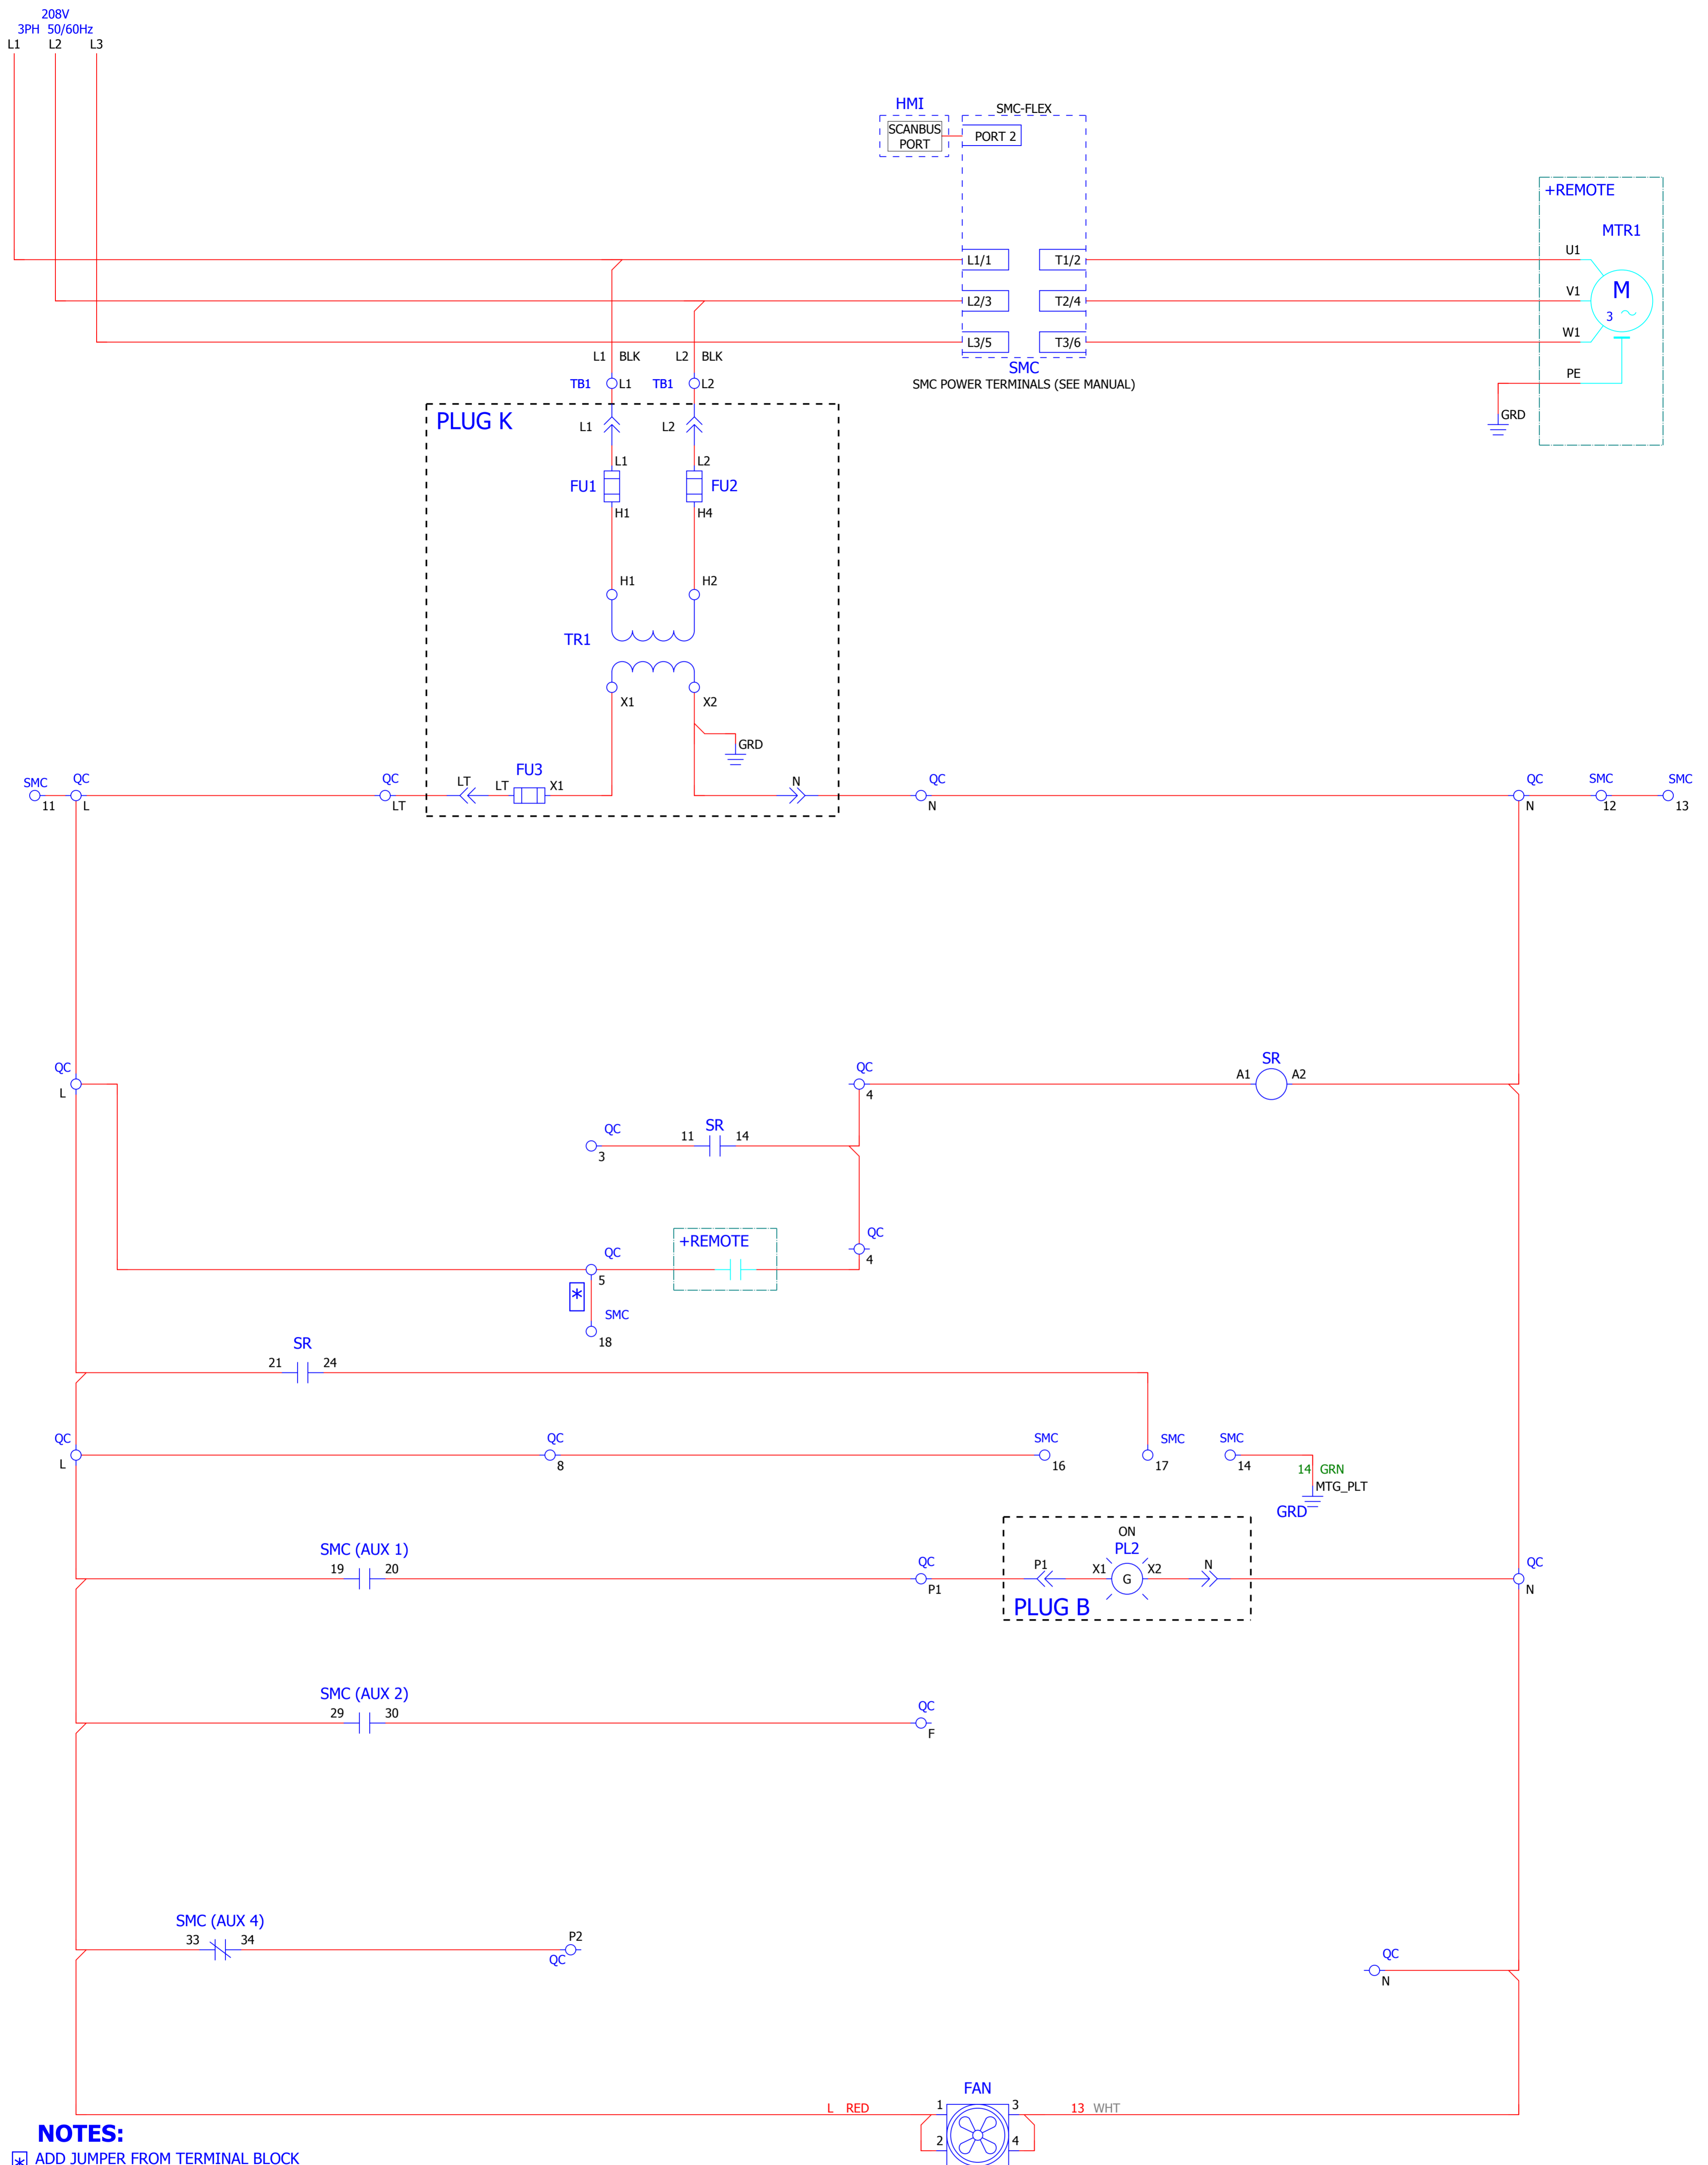 208V
3PH 50/60Hz
L1 L2 L3
HMI
SCANBUS
PORT
SMC-FLEX
PORT 2
+REMOTE
MTR1
U1
V1
W1
PE
M
3
GRD
L1/1
L2/3
L3/5
T1/2
T2/4
T3/6
SMC
SMC POWER TERMINALS (SEE MANUAL)
L1 BLK L2 BLK
TB1 L1 TB1 L2
PLUG K
L1 L2
L1 L2
FU1 FU2
H1 H4
H1 H2
TR1
X1 X2
GRD
FU3
SMC QC QC LT LT X1 N QC QC SMC SMC
11 L LT N N 12 13
QC QC SR
L 4 A1 A2
QC 11 SR 14
3
+REMOTE
QC QC
5 4
*
SMC
18
SR
21 24
QC QC SMC SMC SMC
L 8 16 17 14
14 GRN
MTG_PLT
GRD
ON
PL2
SMC (AUX 1)
19 20
QC P1 X1 G X2 N QC
P1 N
PLUG B
SMC (AUX 2)
29 30 QC
F
SMC (AUX 4)
33 34 P2
QC
QC
N
FAN
L RED 1 3 13 WHT
2 4
NOTES:
* ADD JUMPER FROM TERMINAL BLOCK